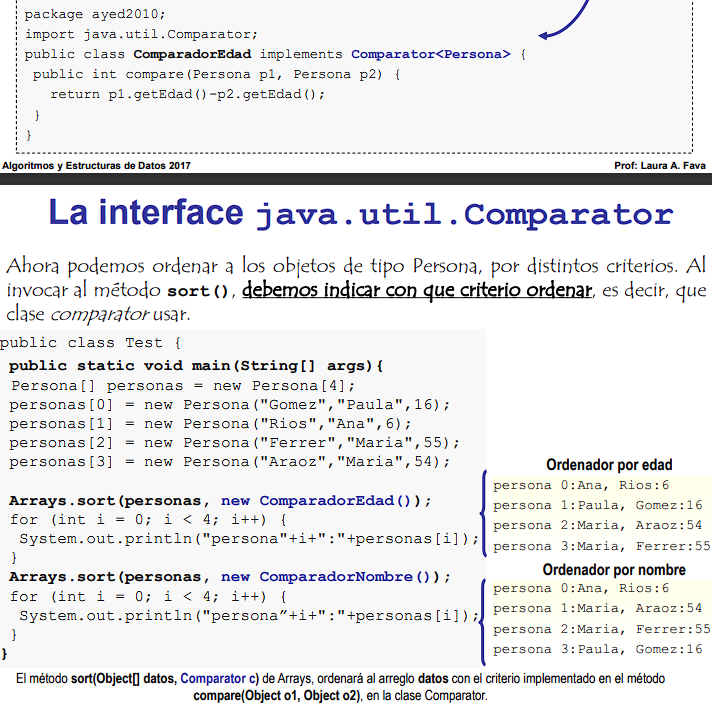 package ayed2010;
import java.util.Comparator;
public class ComparadorEdad implements Comparator<Persona> {
public int compare(Persona p1, Persona p2) {
return p1.getEdad()-p2.getEdad();
}
}
Algoritmos y Estructuras de Datos 2017
Prof: Laura A. Fava
La interface java.util.Comparator
Ahora podemos ordenar a los objetos de tipo Persona, por distintos criterios. Al
invocar al método sort(), debemos indicar con que criterio ordenar, es decir, que
clase comparator usar.
public class Test {
public static void main(String[] args){
Persona[] personas = new Persona[4];
personas[0] = new Persona("Gomez","Paula",16);
personas[1] = new Persona("Rios","Ana",6);
personas[2] = new Persona("Ferrer","Maria",55);
personas[3] = new Persona("Araoz","Maria",54);
Arrays.sort(personas, new ComparadorEdad());
for (int i = 0; i < 4; i++) {
System.out.println("persona"+i+":"+personas[i]);
}
Arrays.sort(personas, new ComparadorNombre());
for (int i = 0; i < 4; i++) {
System.out.println("persona”+i+":"+personas[i]);
}
}
Ordenador por edad
persona 0:Ana, Rios:6
persona 1:Paula, Gomez:16
persona 2:Maria, Araoz:54
persona 3:Maria, Ferrer:55
Ordenador por nombre
persona 0:Ana, Rios:6
persona 1:Maria, Araoz:54
persona 2:Maria, Ferrer:55
persona 3:Paula, Gomez:16
El método sort(Object[] datos, Comparator c) de Arrays, ordenará al arreglo datos con el criterio implementado en el método
compare(Object o1, Object o2), en la clase Comparator.